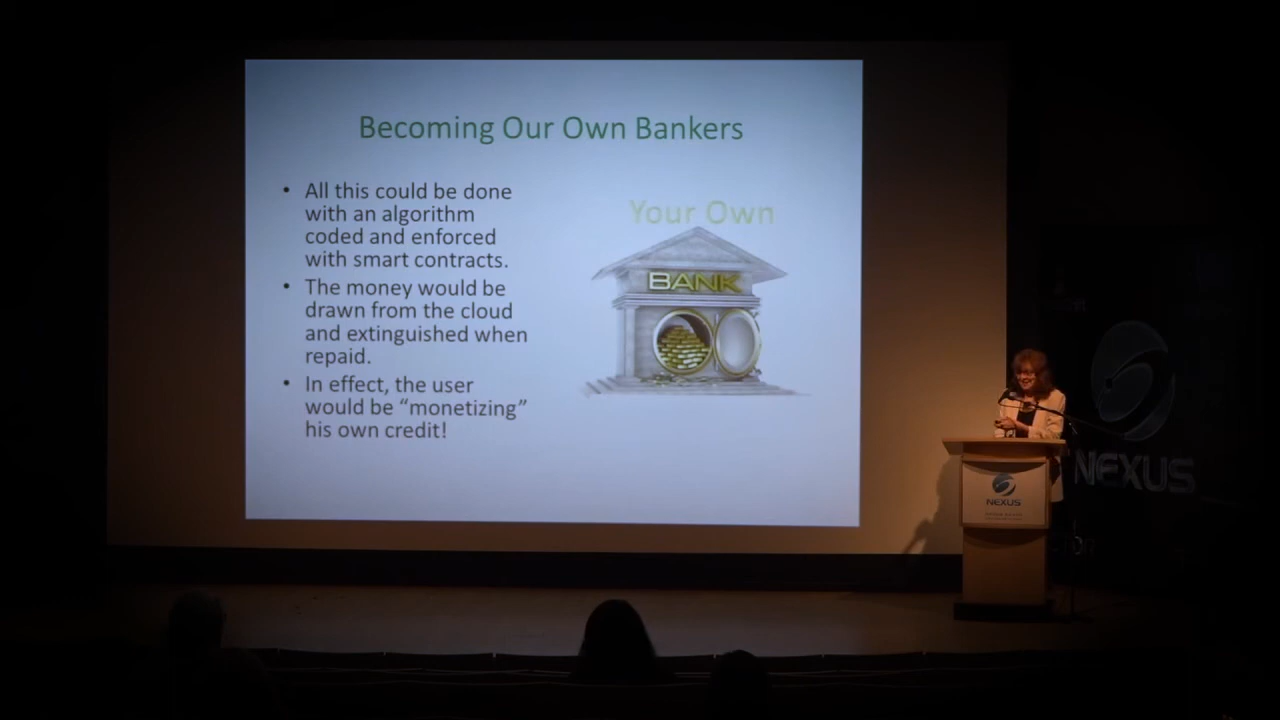 Becoming Our Own Bankers
• All this could be done
with an algorithm
coded and enforced
with smart contracts.
• The money would be
drawn from the cloud
and extinguished when
repaid.
• In effect, the user
would be “monetizing”
his own credit!
Your Own
BANK
NEXUS
NEXUS